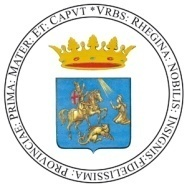 *VRBS: RHEGINA: NOBILIS: INSIGNIS: FIDELISSIMA: PROVINCIAE: PRIMA: MATER: ET: CAPVT